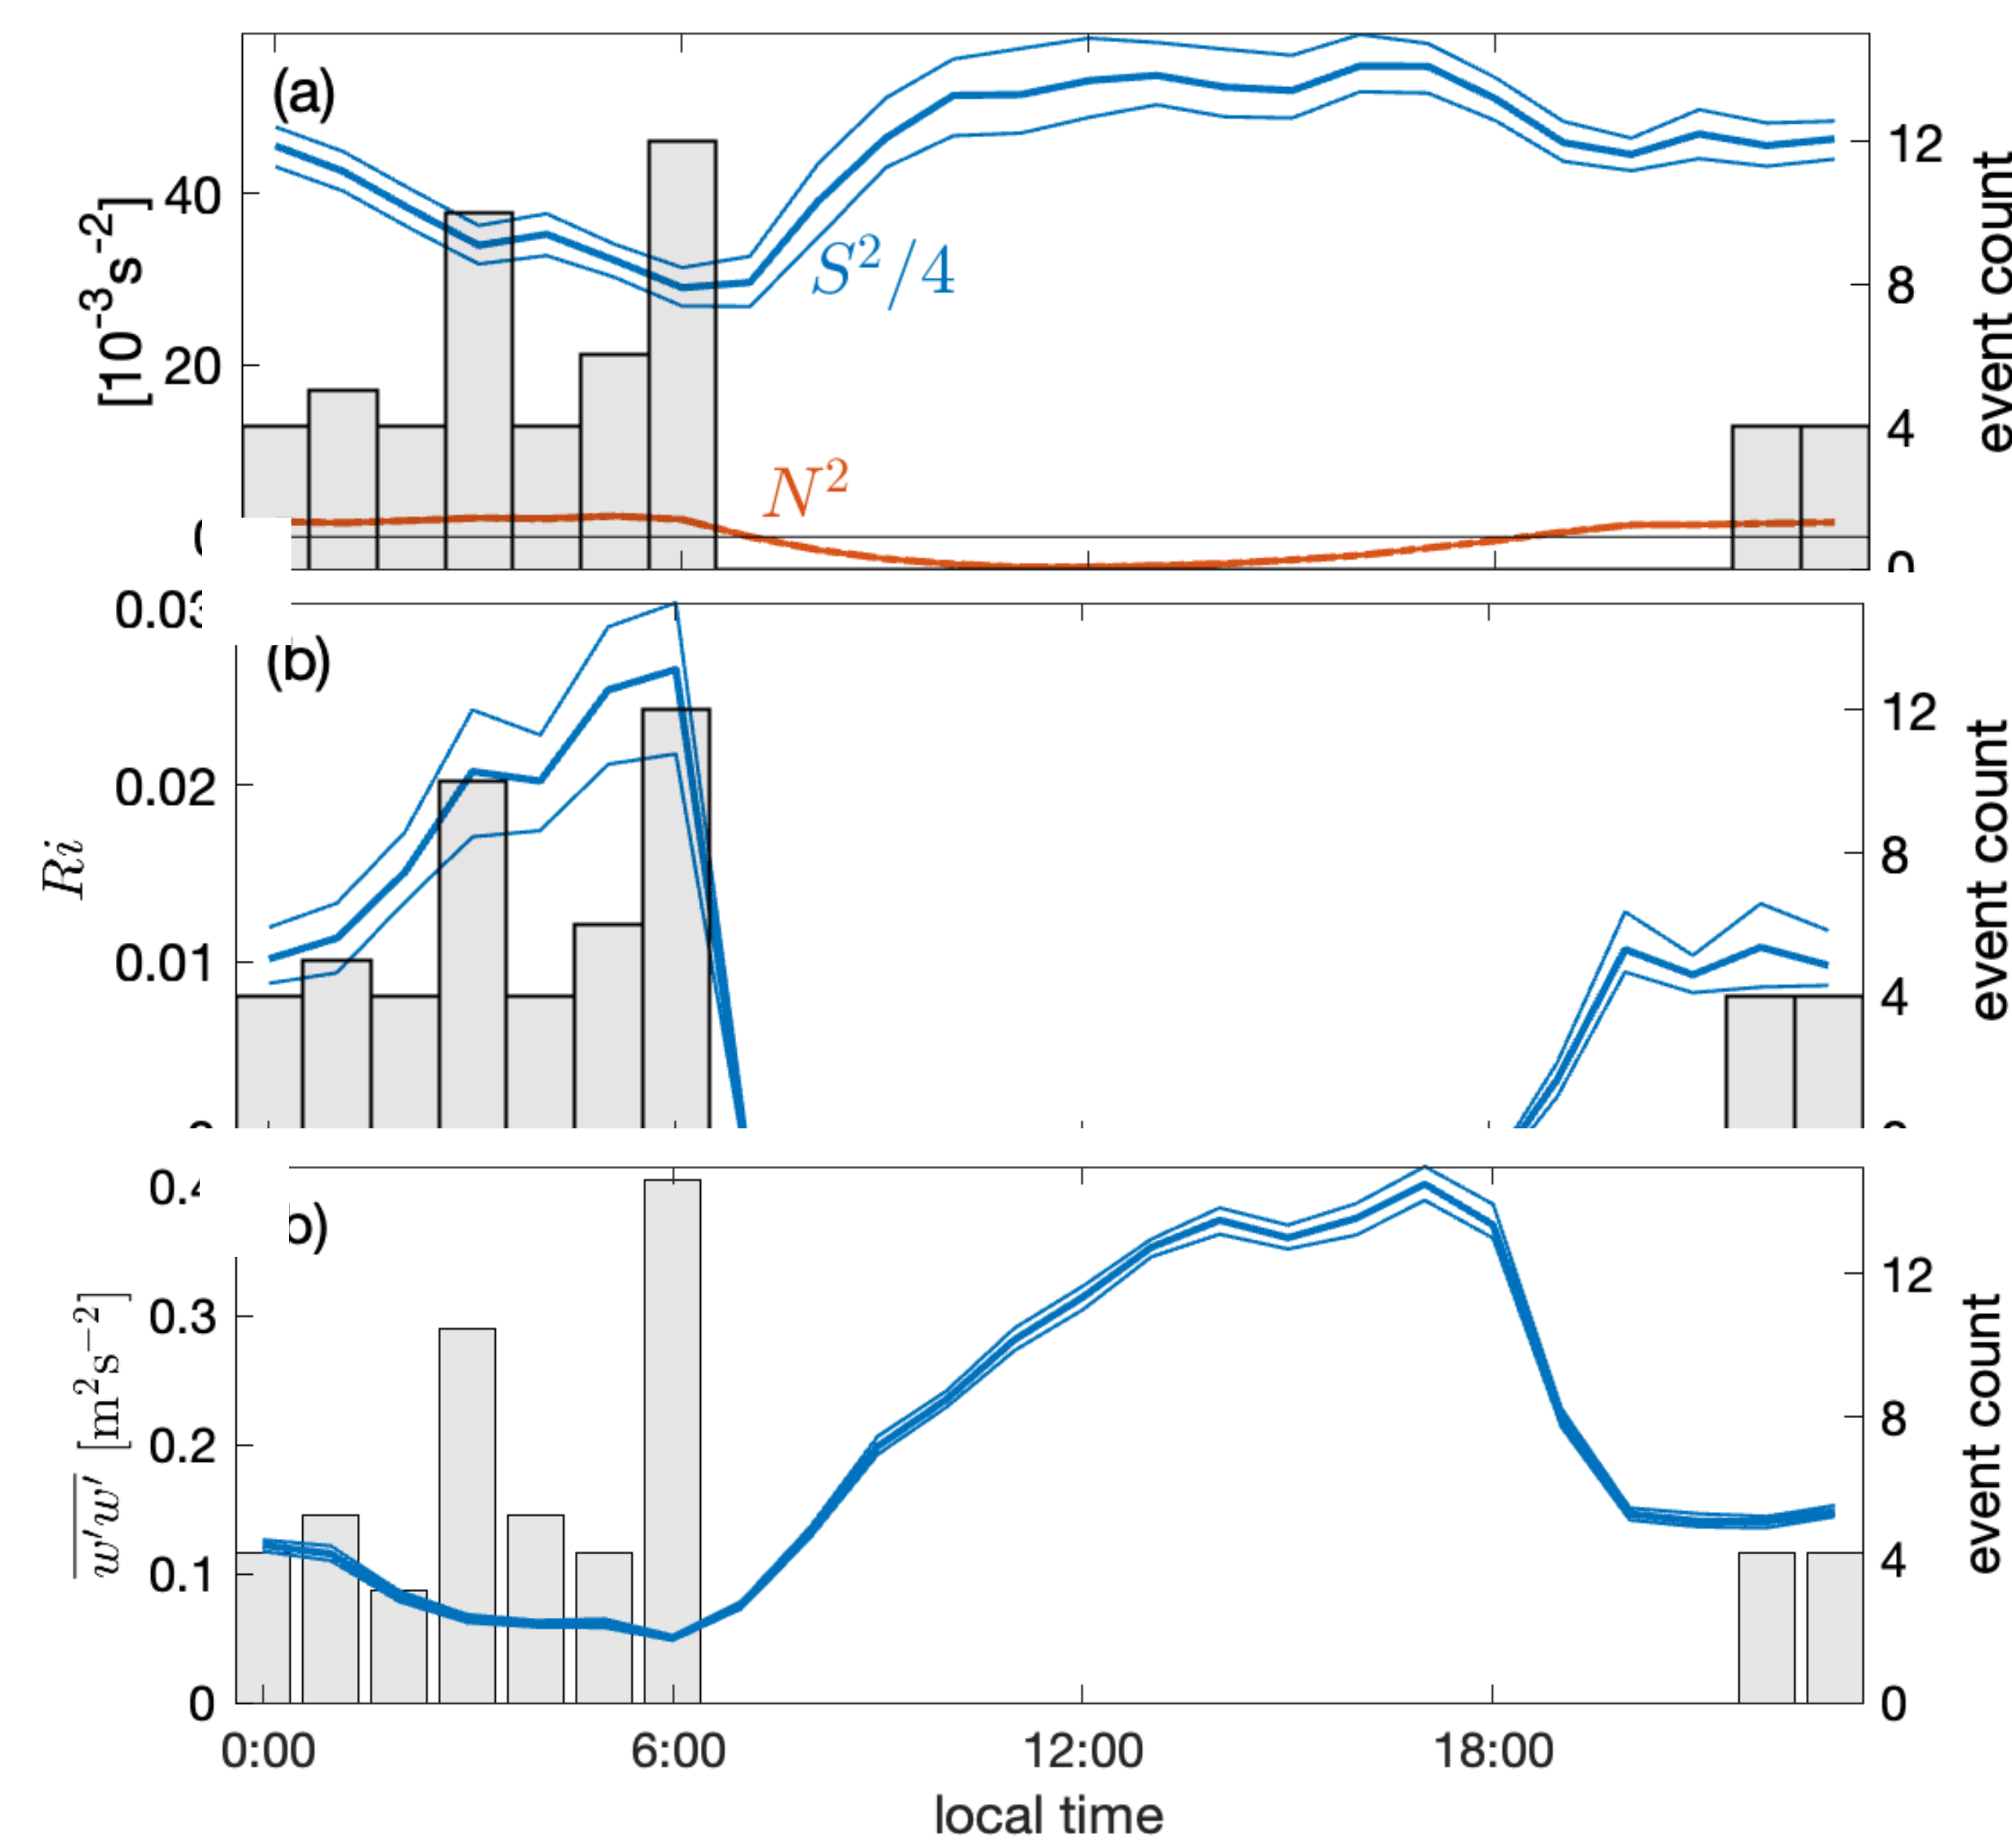 (a)
[10⁻³s⁻²]
40
20
S²/4
N²
12
8
4
event count
(b)
0.02
0.01
Ri
12
8
4
event count
b)
0.3
0.2
0.1
0
w'w' [m²s⁻²]
12
8
4
0
event count
0:00 6:00 12:00 18:00
local time